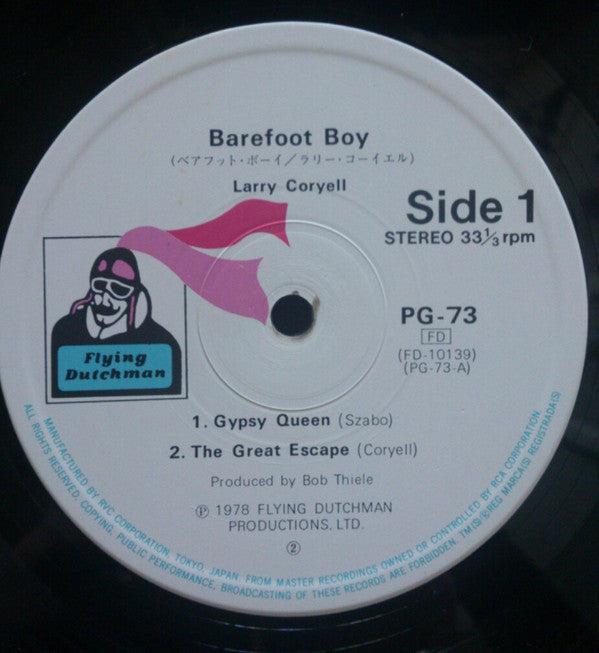 Barefoot Boy
(ベアフット・ボーイ／ラリー・コーイエル)
Larry Coryell
Side 1
STEREO 33⅓ rpm
Flying
Dutchman
PG-73
FD
(FD-10139)
(PG-73-A)
1. Gypsy Queen (Szabo)
2. The Great Escape (Coryell)
Produced by Bob Thiele
Ⓟ 1978 FLYING DUTCHMAN
PRODUCTIONS, LTD.
②
MANUFACTURED BY RVC CORPORATION, TOKYO, JAPAN, FROM MASTER RECORDINGS OWNED OR CONTROLLED BY RCA CORPORATION.
ALL RIGHTS RESERVED, COPYING, PUBLIC PERFORMANCE, BROADCASTING OF THESE RECORDS ARE FORBIDDEN. TM(S)®REG MARCA(S) REGISTRADA(S)